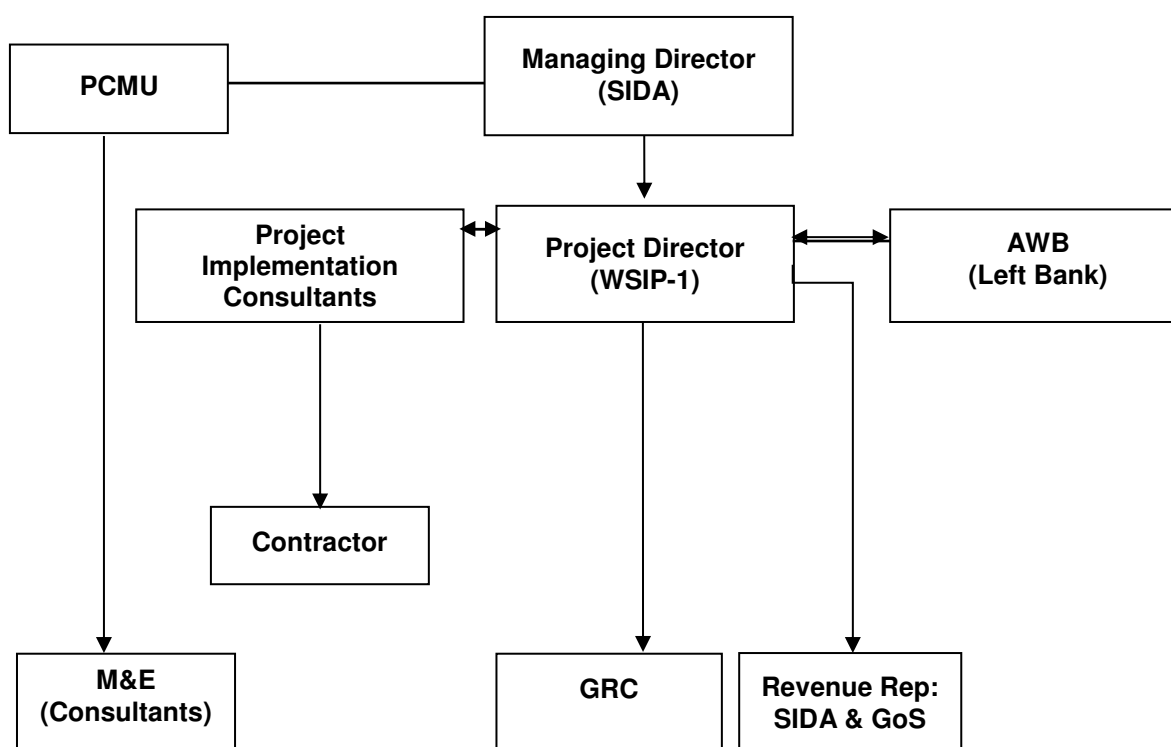 PCMU
Managing Director
(SIDA)
Project
Implementation
Consultants
Project Director
(WSIP-1)
AWB
(Left Bank)
Contractor
M&E
(Consultants)
GRC
Revenue Rep:
SIDA & GoS